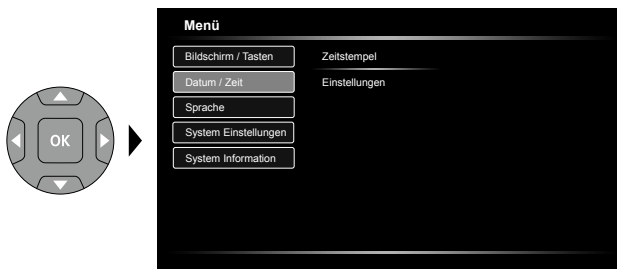 Menü
Bildschirm / Tasten
Zeitstempel
Datum / Zeit
Einstellungen
Sprache
OK
System Einstellungen
System Information